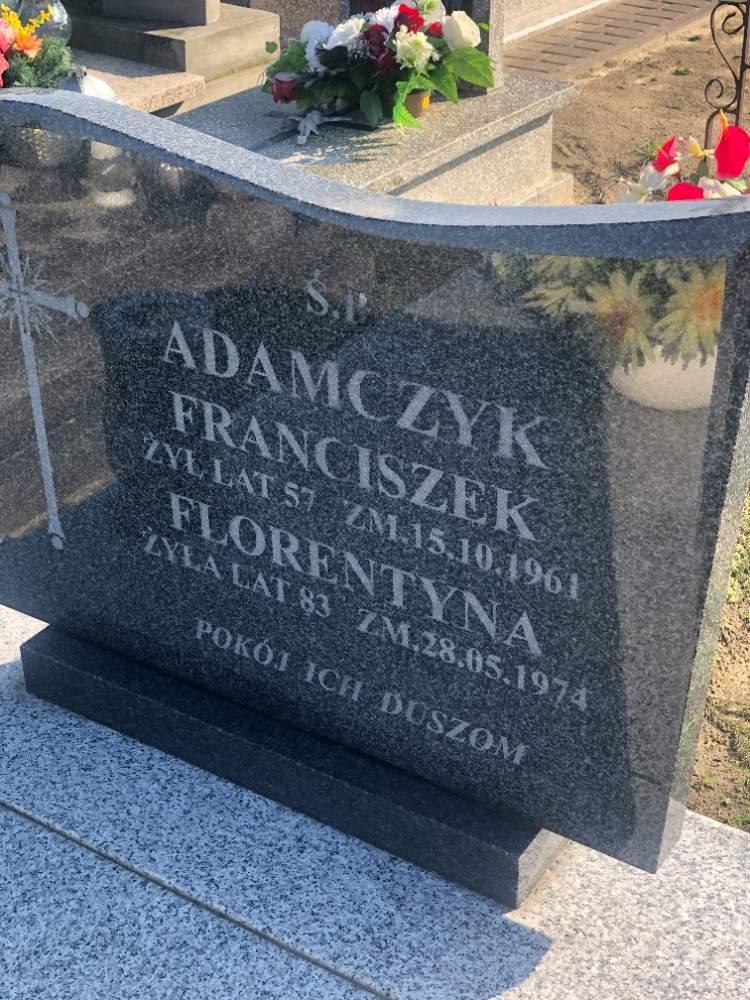 Ś.P
ADAMCZYK
FRANCISZEK
ŻYŁ LAT 57 ZM.15.10.1961
FLORENTYNA
ŻYŁA LAT 83 ZM.28.05.1974
POKÓJ ICH DUSZOM